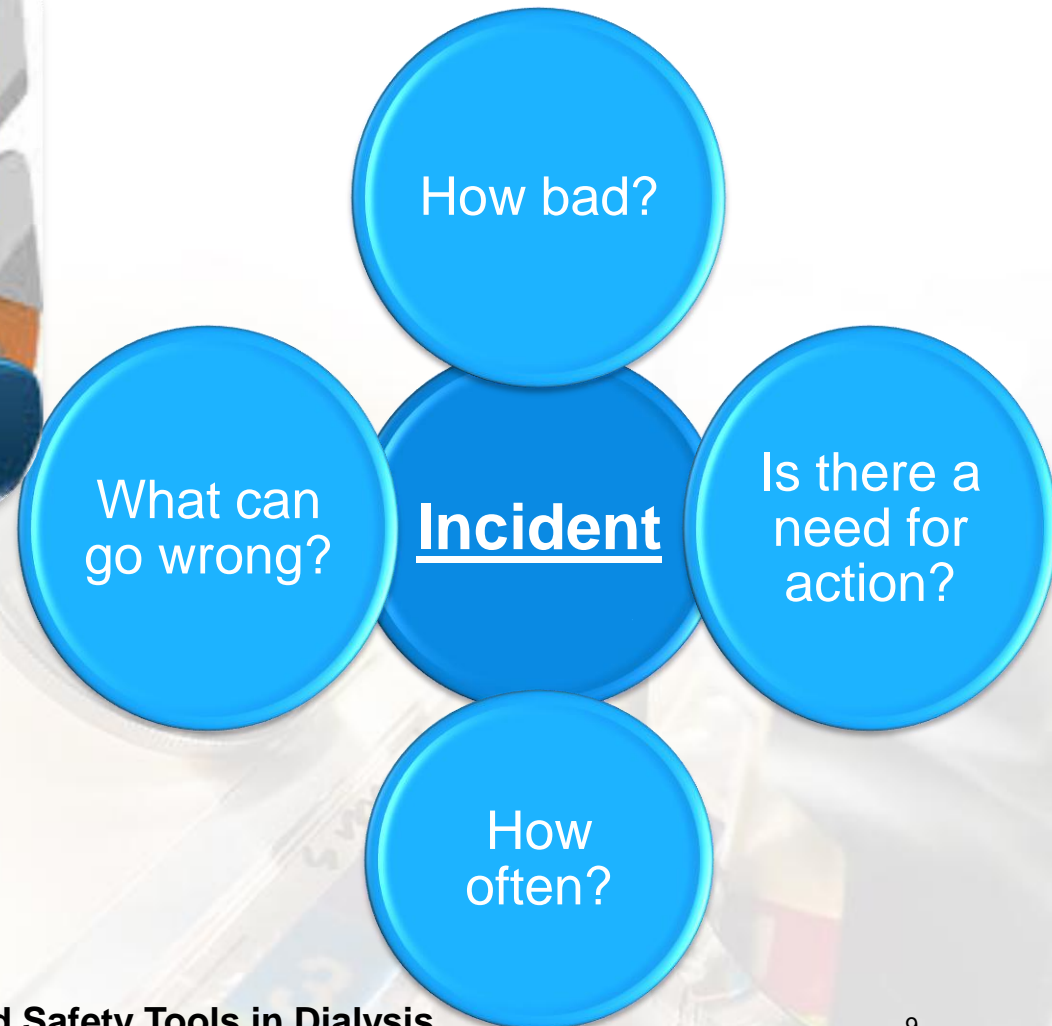 How bad?
What can
go wrong?
Incident
Is there a
need for
action?
How
often?
Safety Tools in Dialysis